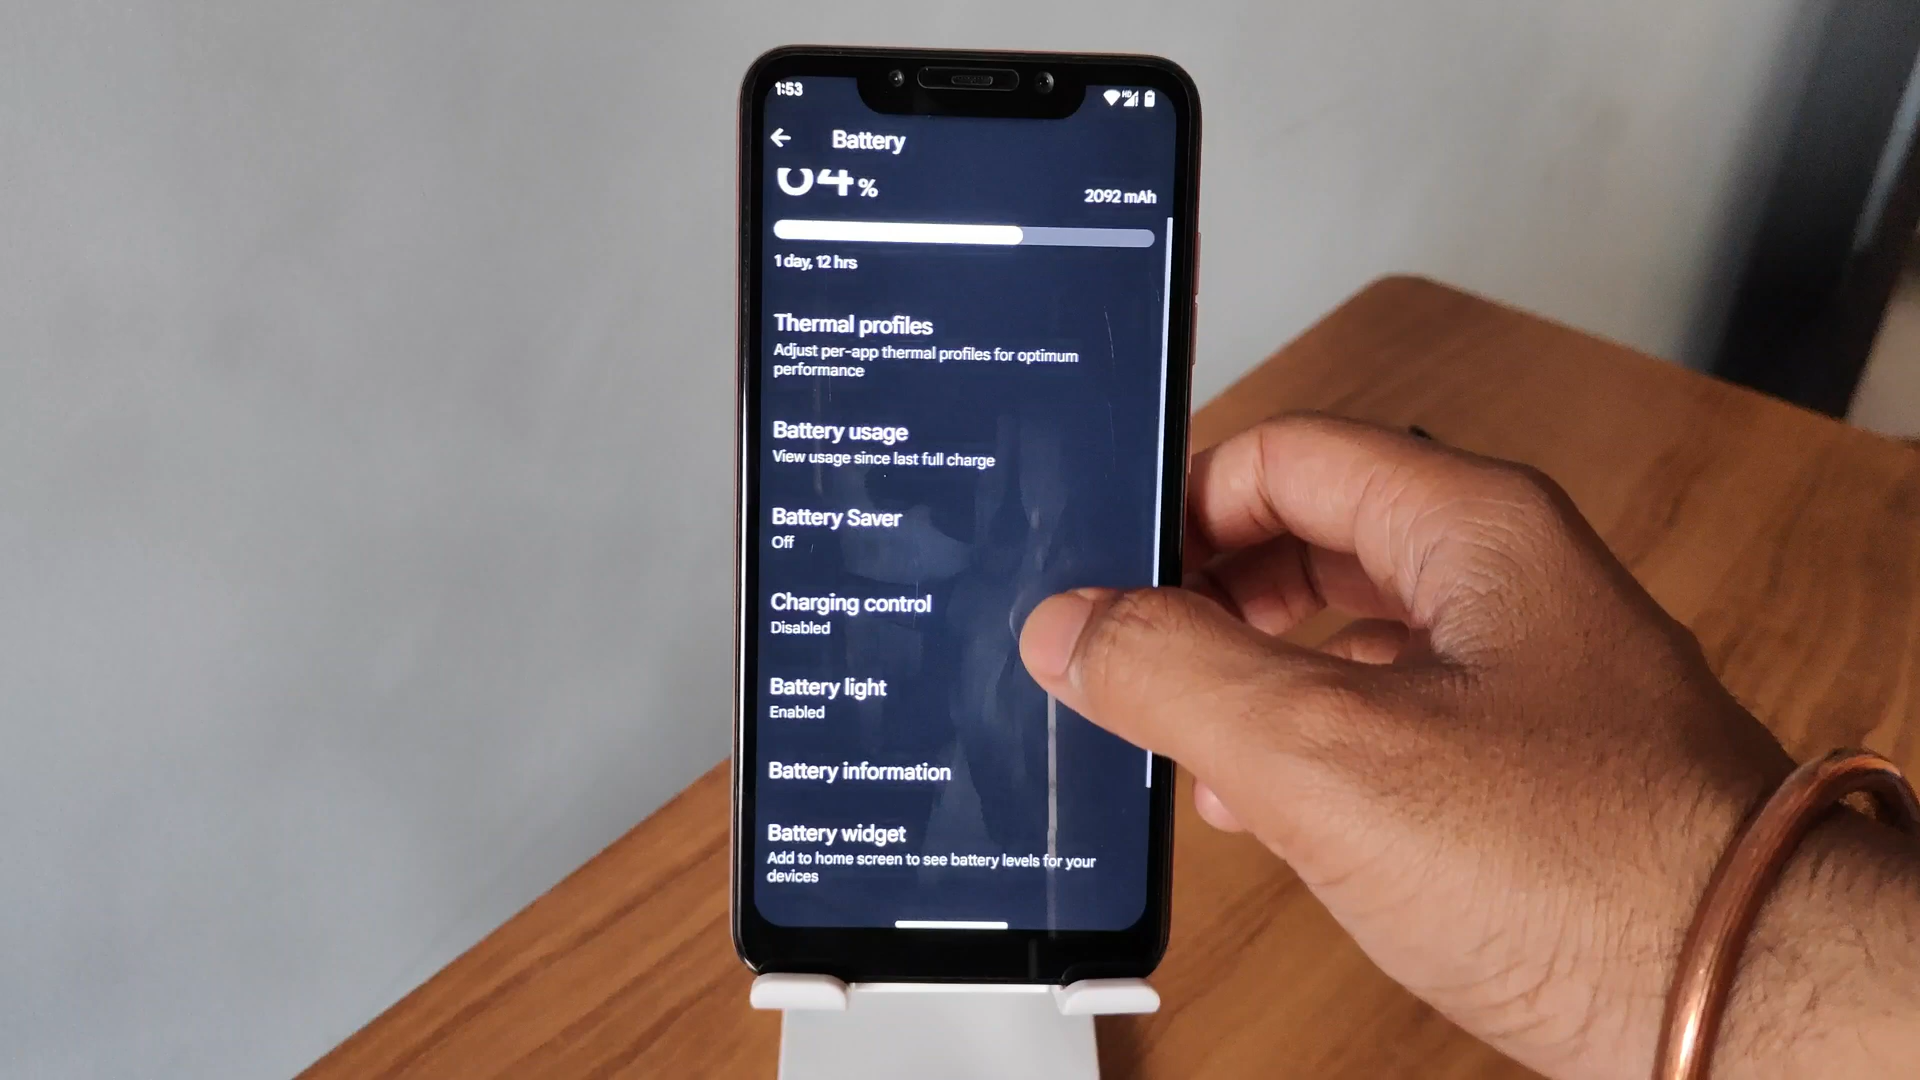 1:53
HD
Battery
%
2092 mAh
1 day, 12 hrs
Thermal profiles
Adjust per-app thermal profiles for optimum
performance
Battery usage
View usage since last full charge
Battery Saver
Off
Charging control
Disabled
Battery light
Enabled
Battery information
Battery widget
Add to home screen to see battery levels for your
devices